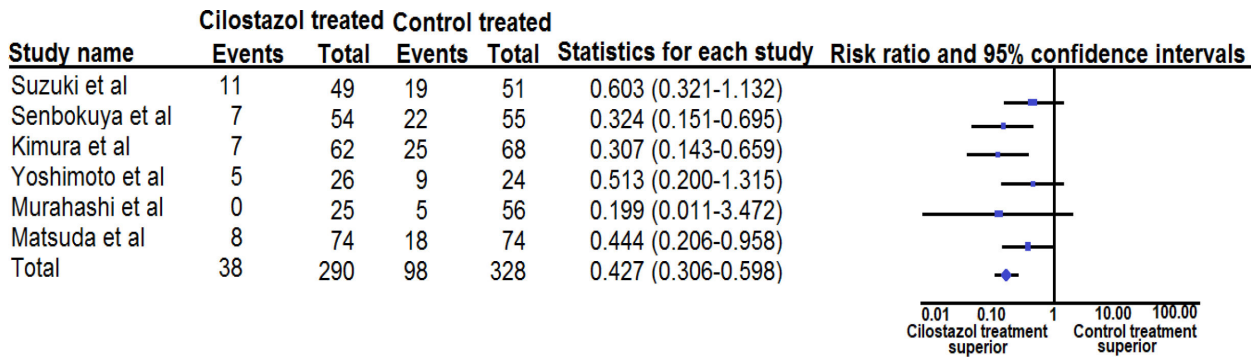 Cilostazol treated Control treated
Study name Events Total Events Total Statistics for each study Risk ratio and 95% confidence intervals
Suzuki et al 11 49 19 51 0.603 (0.321-1.132)
Senbokuya et al 7 54 22 55 0.324 (0.151-0.695)
Kimura et al 7 62 25 68 0.307 (0.143-0.659)
Yoshimoto et al 5 26 9 24 0.513 (0.200-1.315)
Murahashi et al 0 25 5 56 0.199 (0.011-3.472)
Matsuda et al 8 74 18 74 0.444 (0.206-0.958)
Total 38 290 98 328 0.427 (0.306-0.598)
0.01 0.10 1 10.00 100.00
Cilostazol treatment Control treatment
superior superior